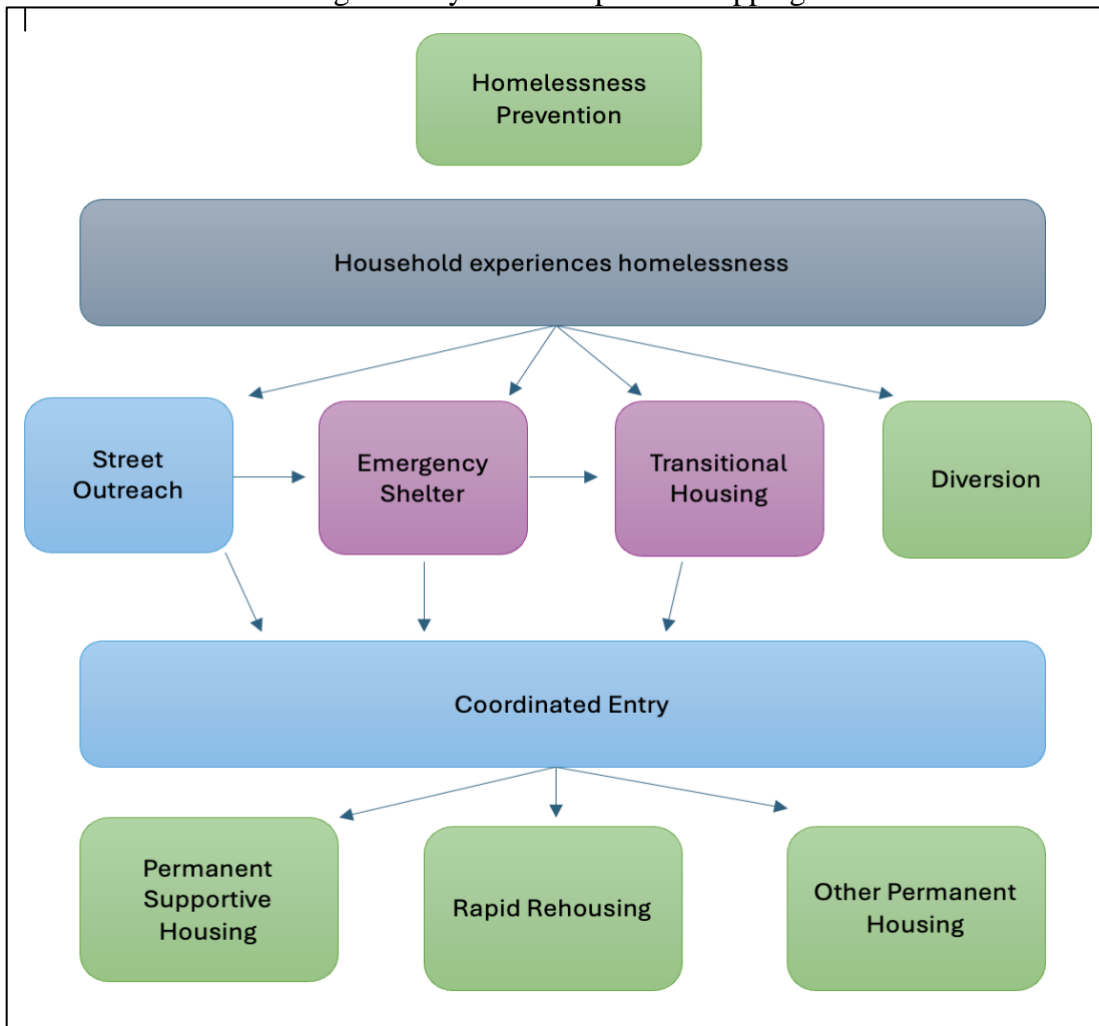 Homelessness
Prevention
Household experiences homelessness
Street
Outreach
Emergency
Shelter
Transitional
Housing
Diversion
Coordinated Entry
Permanent
Supportive
Housing
Rapid Rehousing
Other Permanent
Housing